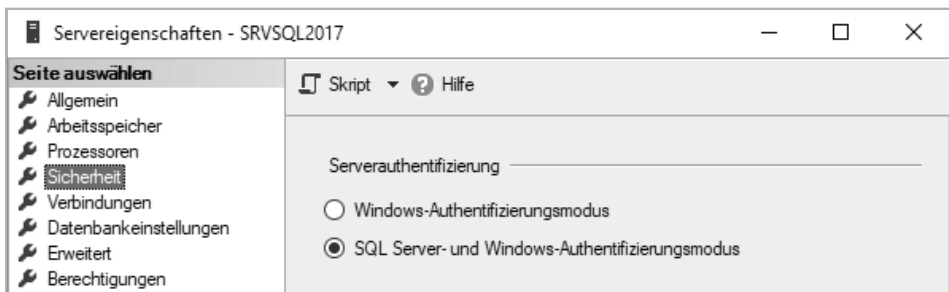 Servereigenschaften - SRVSQL2017
Seite auswählen
Allgemein
Arbeitsspeicher
Prozessoren
Sicherheit
Verbindungen
Datenbankeinstellungen
Erweitert
Berechtigungen
Skript
Hilfe
Serverauthentifizierung
Windows-Authentifizierungsmodus
SQL Server- und Windows-Authentifizierungsmodus